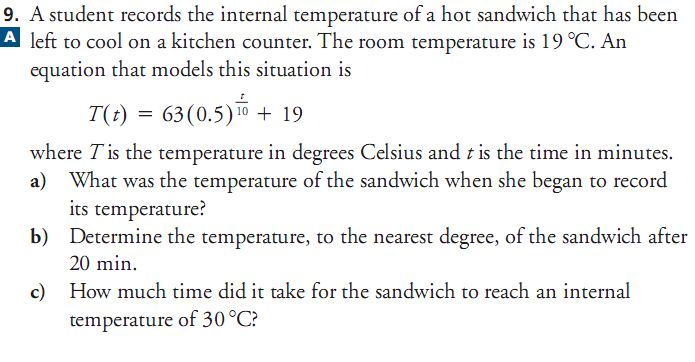 9. A student records the internal temperature of a hot sandwich that has been
A left to cool on a kitchen counter. The room temperature is 19 °C. An
equation that models this situation is
T(t) = 63(0.5)^{\frac{t}{10}} + 19
where T is the temperature in degrees Celsius and t is the time in minutes.
a) What was the temperature of the sandwich when she began to record
its temperature?
b) Determine the temperature, to the nearest degree, of the sandwich after
20 min.
c) How much time did it take for the sandwich to reach an internal
temperature of 30 °C?